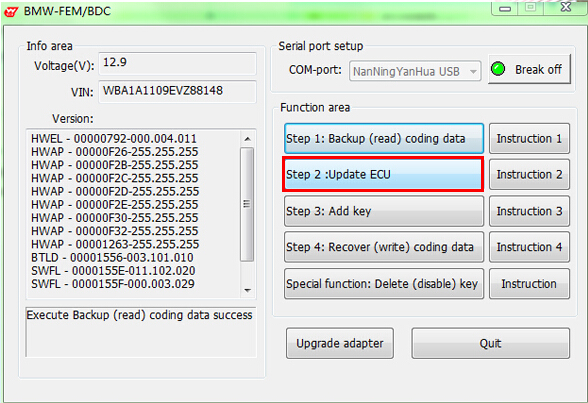 BMW-FEM/BDC
Info area
Voltage(V): 12.9
VIN: WBA1A1109EVZ88148
Version:
HWEL - 00000792-000.004.011
HWAP - 00000F26-255.255.255
HWAP - 00000F2B-255.255.255
HWAP - 00000F2C-255.255.255
HWAP - 00000F2D-255.255.255
HWAP - 00000F2E-255.255.255
HWAP - 00000F30-255.255.255
HWAP - 00000F32-255.255.255
HWAP - 00001263-255.255.255
BTLD - 00001556-003.101.010
SWFL - 0000155E-011.102.020
SWFL - 0000155F-000.003.029
Execute Backup (read) coding data success
Serial port setup
COM-port: NanNingYanHua USB Break off
Function area
Step 1: Backup (read) coding data Instruction 1
Step 2 :Update ECU Instruction 2
Step 3: Add key Instruction 3
Step 4: Recover (write) coding data Instruction 4
Special function: Delete (disable) key Instruction
Upgrade adapter Quit